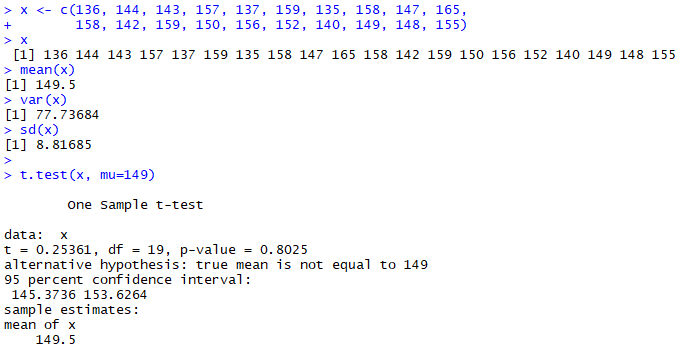 > x <- c(136, 144, 143, 157, 137, 159, 135, 158, 147, 165,
+        158, 142, 159, 150, 156, 152, 140, 149, 148, 155)
> x
 [1] 136 144 143 157 137 159 135 158 147 165 158 142 159 150 156 152 140 149 148 155
> mean(x)
[1] 149.5
> var(x)
[1] 77.73684
> sd(x)
[1] 8.81685
>
> t.test(x, mu=149)
        One Sample t-test
data:  x
t = 0.25361, df = 19, p-value = 0.8025
alternative hypothesis: true mean is not equal to 149
95 percent confidence interval:
 145.3736 153.6264
sample estimates:
mean of x
    149.5